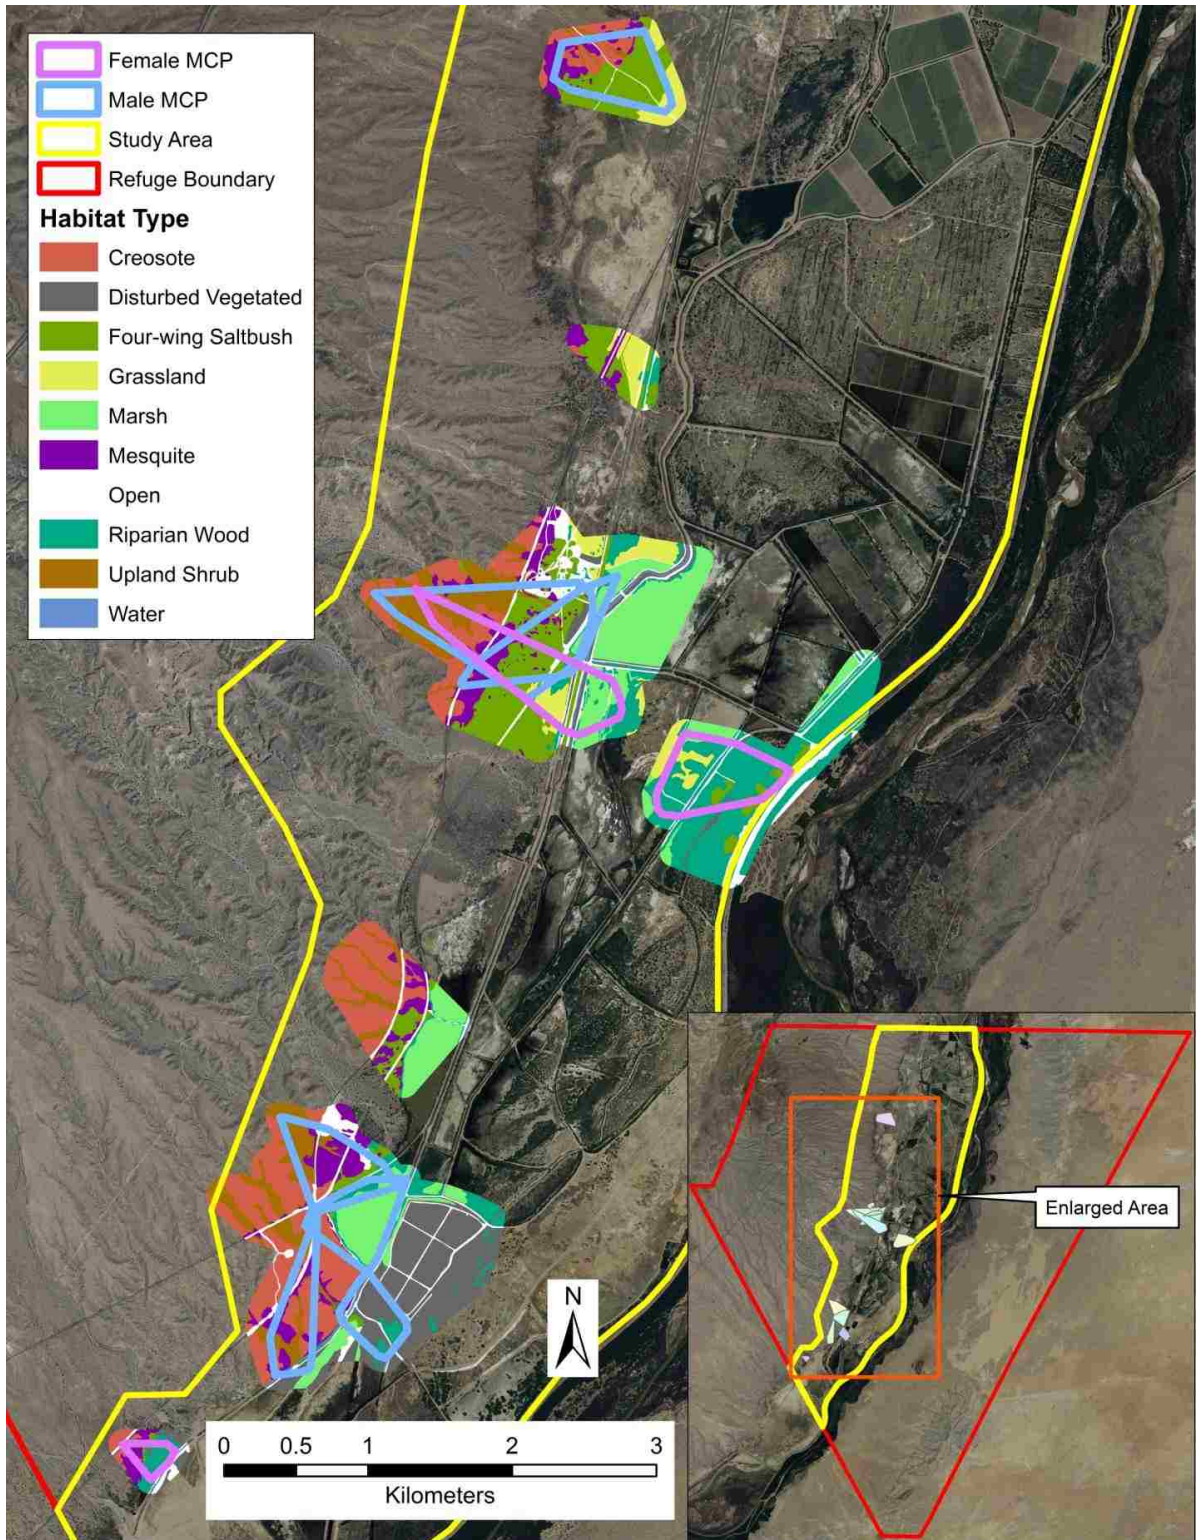 Female MCP
Male MCP
Study Area
Refuge Boundary
Habitat Type
Creosote
Disturbed Vegetated
Four-wing Saltbush
Grassland
Marsh
Mesquite
Open
Riparian Wood
Upland Shrub
Water
Enlarged Area
N
0 0.5 1 2 3
Kilometers